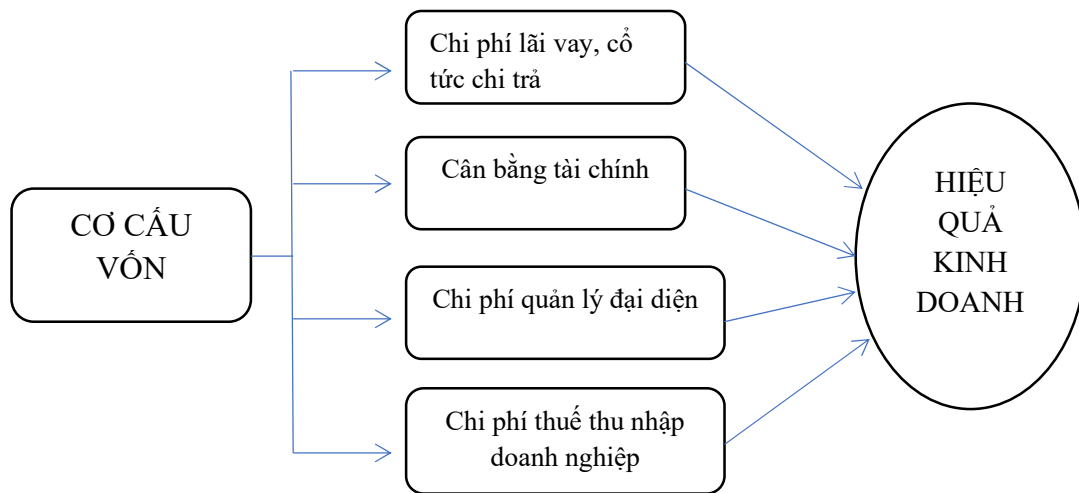 CƠ CẤU
VỐN
Chi phí lãi vay, cổ
tức chi trả
Cân bằng tài chính
Chi phí quản lý đại diện
Chi phí thuế thu nhập
doanh nghiệp
HIỆU
QUẢ
KINH
DOANH